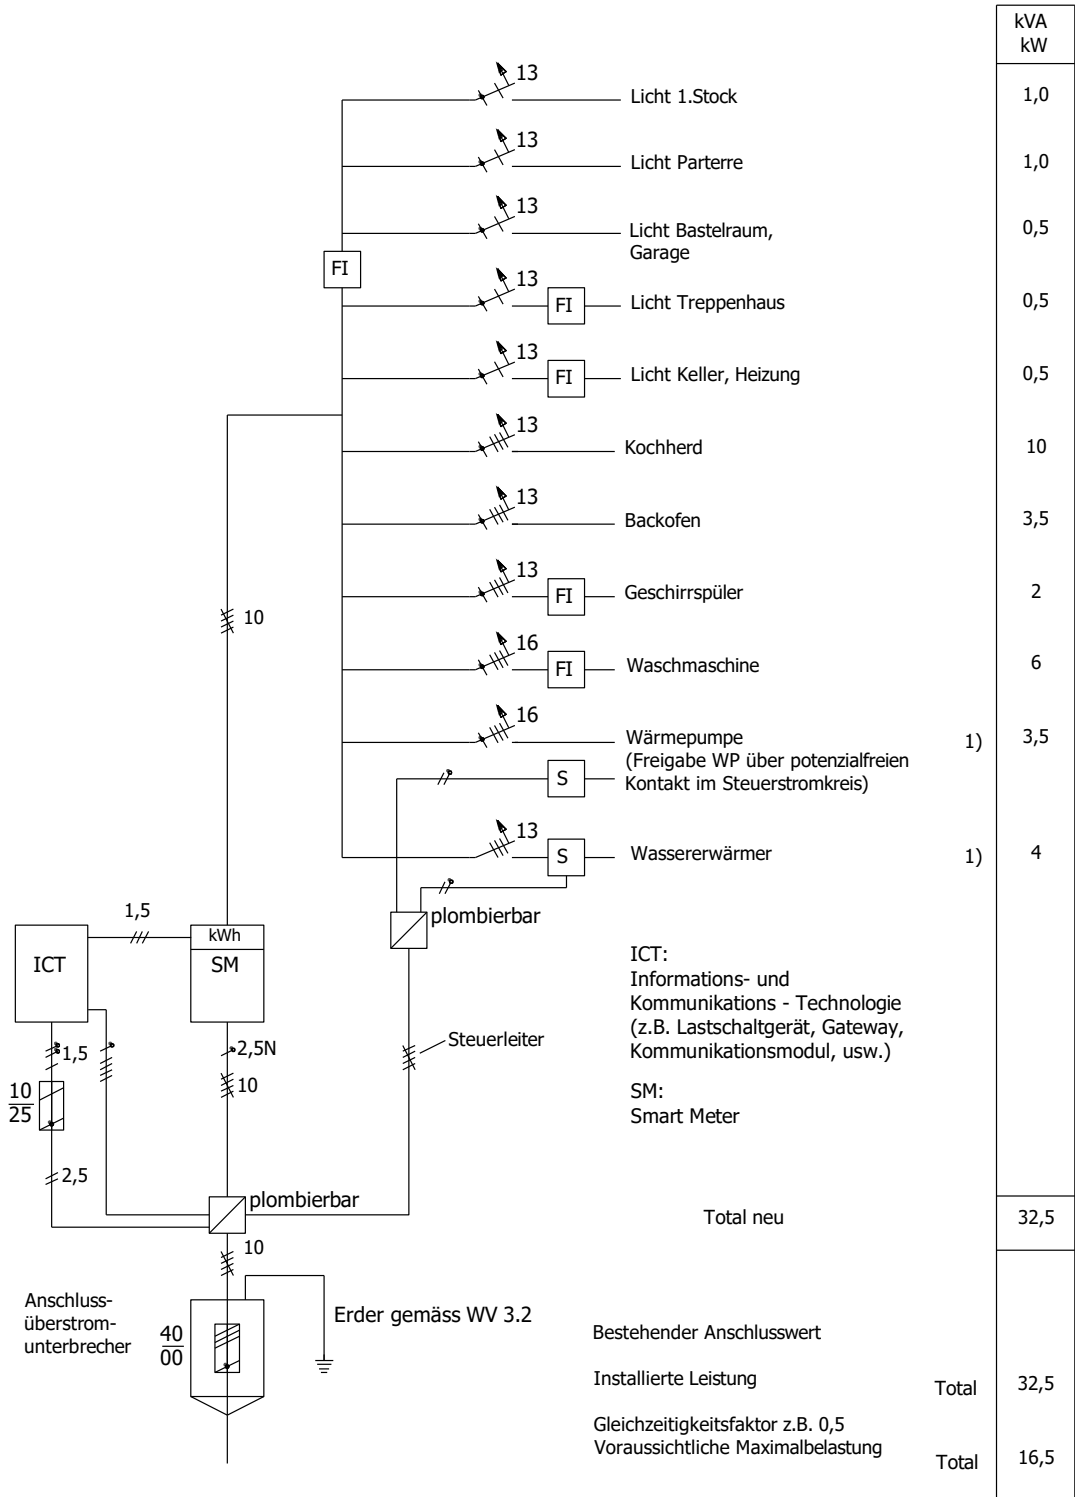 kVA
kW
13
Licht 1.Stock
1,0
13
Licht Parterre
1,0
13
Licht Bastelraum,
Garage
0,5
FI
13
FI
Licht Treppenhaus
0,5
13
FI
Licht Keller, Heizung
0,5
13
Kochherd
10
13
Backofen
3,5
13
FI
Geschirrspüler
2
10
16
FI
Waschmaschine
6
16
Wärmepumpe
(Freigabe WP über potenzialfreien
Kontakt im Steuerstromkreis)
1)
3,5
S
13
S
Wassererwärmer
1)
4
plombierbar
1,5
ICT
kWh
SM
ICT:
Informations- und
Kommunikations - Technologie
(z.B. Lastschaltgerät, Gateway,
Kommunikationsmodul, usw.)
SM:
Smart Meter
Steuerleiter
1,5
2,5N
10
10
25
2,5
plombierbar
Total neu
32,5
10
Anschluss-
überstrom-
unterbrecher
40
00
Erder gemäss WV 3.2
Bestehender Anschlusswert
Installierte Leistung
Total
32,5
Gleichzeitigkeitsfaktor z.B. 0,5
Voraussichtliche Maximalbelastung
Total
16,5